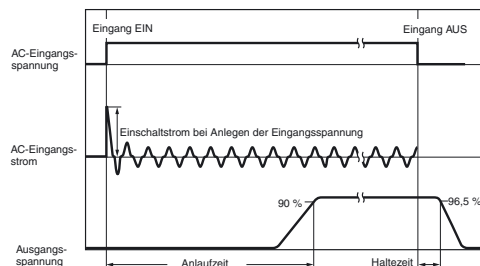 Eingang EIN
Eingang AUS
AC-Eingangs-
spannung
Einschaltstrom bei Anlegen der Eingangsspannung
AC-Eingangs-
strom
90 %
96,5 %
Ausgangs-
spannung
Anlaufzeit
Haltezeit